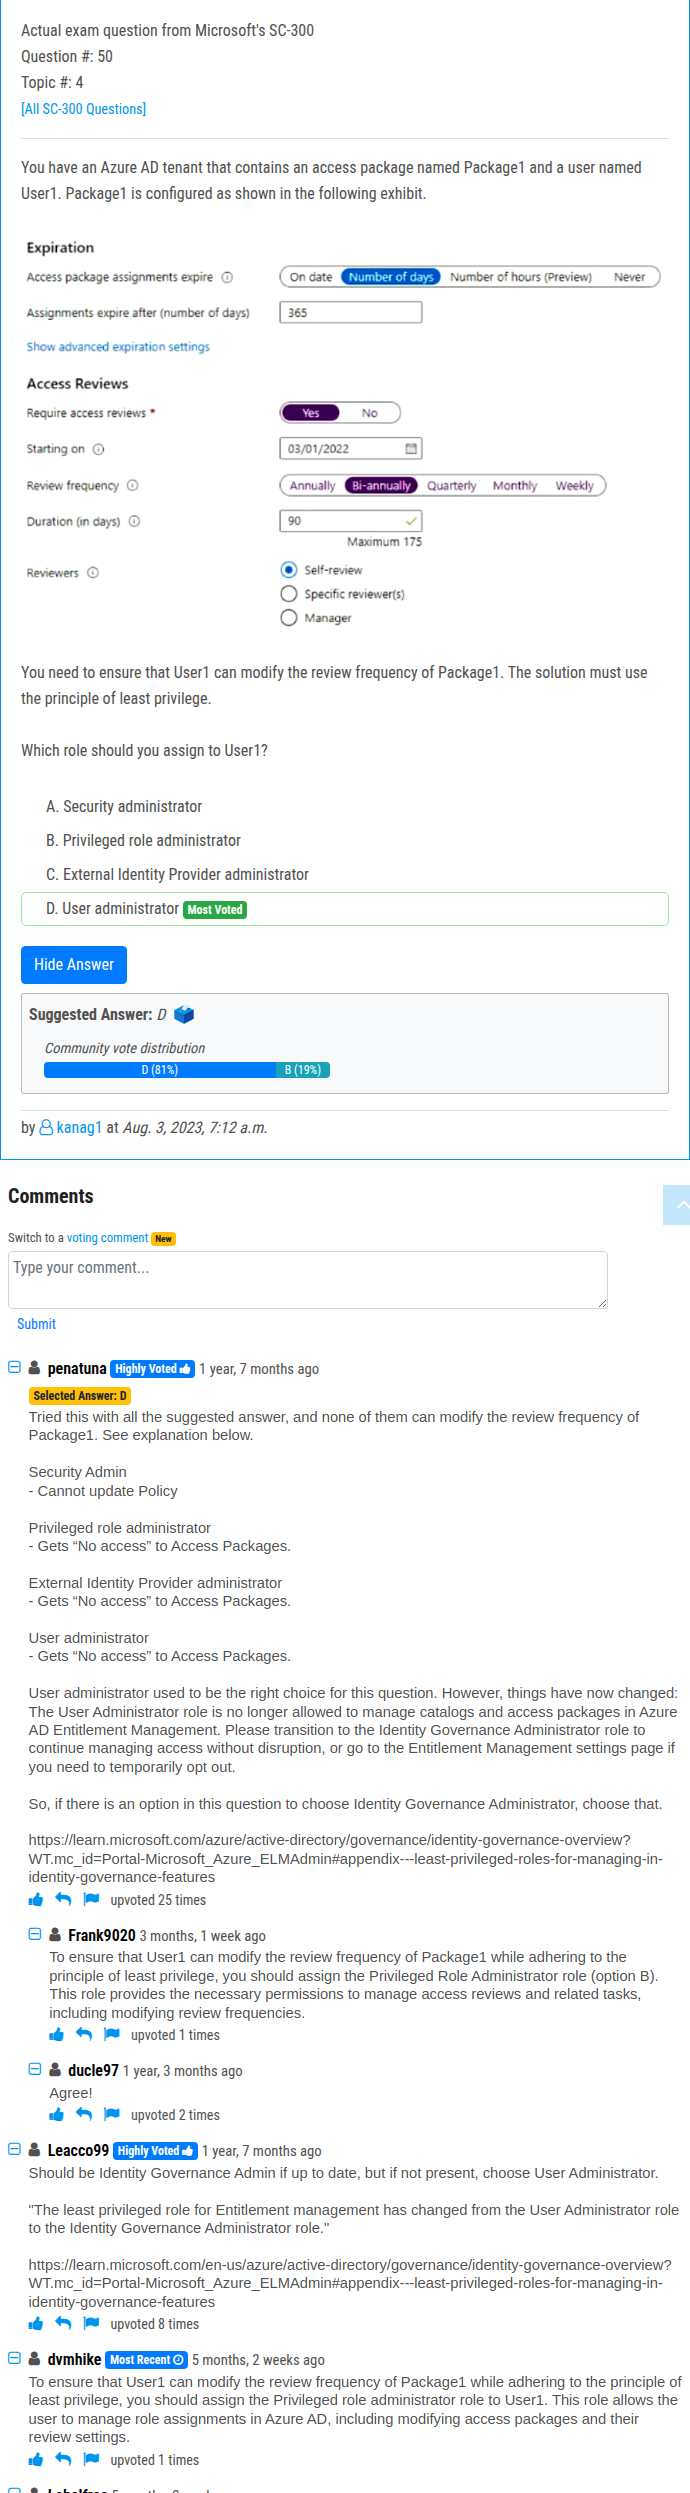 Actual exam question from Microsoft's SC-300
Question #: 50
Topic #: 4
[All SC-300 Questions]
You have an Azure AD tenant that contains an access package named Package1 and a user named
User1. Package1 is configured as shown in the following exhibit.
Expiration
Access package assignments expire
On date Number of days Number of hours (Preview) Never
Assignments expire after (number of days) 365
Show advanced expiration settings
Access Reviews
Require access reviews * Yes No
Starting on 03/01/2022
Review frequency Annually Bi-annually Quarterly Monthly Weekly
Duration (in days) 90
Maximum 175
Reviewers Self-review
Specific reviewer(s)
Manager
You need to ensure that User1 can modify the review frequency of Package1. The solution must use
the principle of least privilege.
Which role should you assign to User1?
A. Security administrator
B. Privileged role administrator
C. External Identity Provider administrator
D. User administrator Most Voted
Hide Answer
Suggested Answer: D
Community vote distribution
D (81%) B (19%)
by kanag1 at Aug. 3, 2023, 7:12 a.m.
Comments
Switch to a voting comment New
Type your comment...
Submit
penatuna Highly Voted 1 year, 7 months ago
Selected Answer: D
Tried this with all the suggested answer, and none of them can modify the review frequency of
Package1. See explanation below.
Security Admin
- Cannot update Policy
Privileged role administrator
- Gets “No access” to Access Packages.
External Identity Provider administrator
- Gets “No access” to Access Packages.
User administrator
- Gets “No access” to Access Packages.
User administrator used to be the right choice for this question. However, things have now changed:
The User Administrator role is no longer allowed to manage catalogs and access packages in Azure
AD Entitlement Management. Please transition to the Identity Governance Administrator role to
continue managing access without disruption, or go to the Entitlement Management settings page if
you need to temporarily opt out.
So, if there is an option in this question to choose Identity Governance Administrator, choose that.
https://learn.microsoft.com/azure/active-directory/governance/identity-governance-overview?
WT.mc_id=Portal-Microsoft_Azure_ELMAdmin#appendix---least-privileged-roles-for-managing-in-
identity-governance-features
upvoted 25 times
Frank9020 3 months, 1 week ago
To ensure that User1 can modify the review frequency of Package1 while adhering to the
principle of least privilege, you should assign the Privileged Role Administrator role (option B).
This role provides the necessary permissions to manage access reviews and related tasks,
including modifying review frequencies.
upvoted 1 times
ducle97 1 year, 3 months ago
Agree!
upvoted 2 times
Leacco99 Highly Voted 1 year, 7 months ago
Should be Identity Governance Admin if up to date, but if not present, choose User Administrator.
"The least privileged role for Entitlement management has changed from the User Administrator role
to the Identity Governance Administrator role."
https://learn.microsoft.com/en-us/azure/active-directory/governance/identity-governance-overview?
WT.mc_id=Portal-Microsoft_Azure_ELMAdmin#appendix---least-privileged-roles-for-managing-in-
identity-governance-features
upvoted 8 times
dvmhike Most Recent 5 months, 2 weeks ago
To ensure that User1 can modify the review frequency of Package1 while adhering to the principle of
least privilege, you should assign the Privileged role administrator role to User1. This role allows the
user to manage role assignments in Azure AD, including modifying access packages and their
review settings.
upvoted 1 times